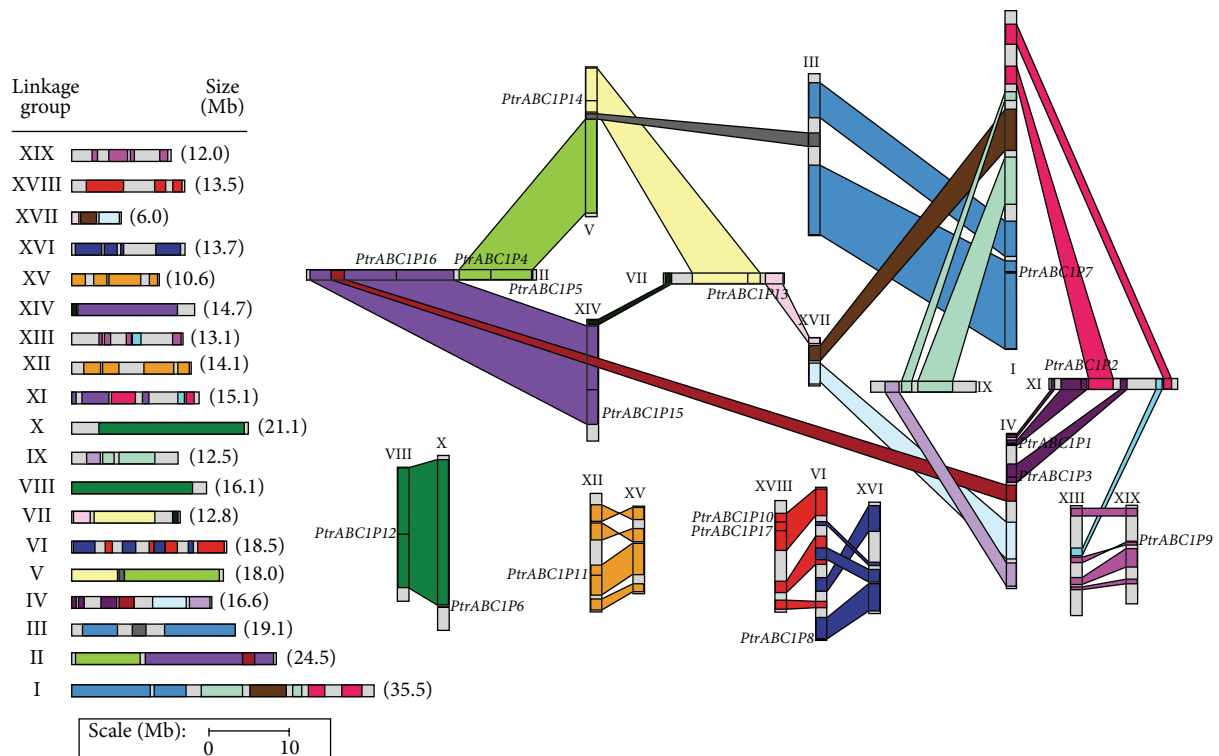 Linkage group
Size (Mb)
XIX (12.0)
XVIII (13.5)
XVII (6.0)
XVI (13.7)
XV (10.6)
XIV (14.7)
XIII (13.1)
XII (14.1)
XI (15.1)
X (21.1)
IX (12.5)
VIII (16.1)
VII (12.8)
VI (18.5)
V (18.0)
IV (16.6)
III (19.1)
II (24.5)
I (35.5)
Scale (Mb):
0 10
PtrABC1P14
V
III
PtrABC1P7
I
PtrABC1P16
PtrABC1P4
II
PtrABC1P5
VII
PtrABC1P13
XIV
PtrABC1P15
XVII
IX
PtrABC1P2
XI
IV
PtrABC1P1
PtrABC1P3
VIII
X
PtrABC1P12
PtrABC1P6
XII
XV
PtrABC1P11
XVIII
VI
XVI
PtrABC1P10
PtrABC1P17
PtrABC1P8
XIII
XIX
PtrABC1P9